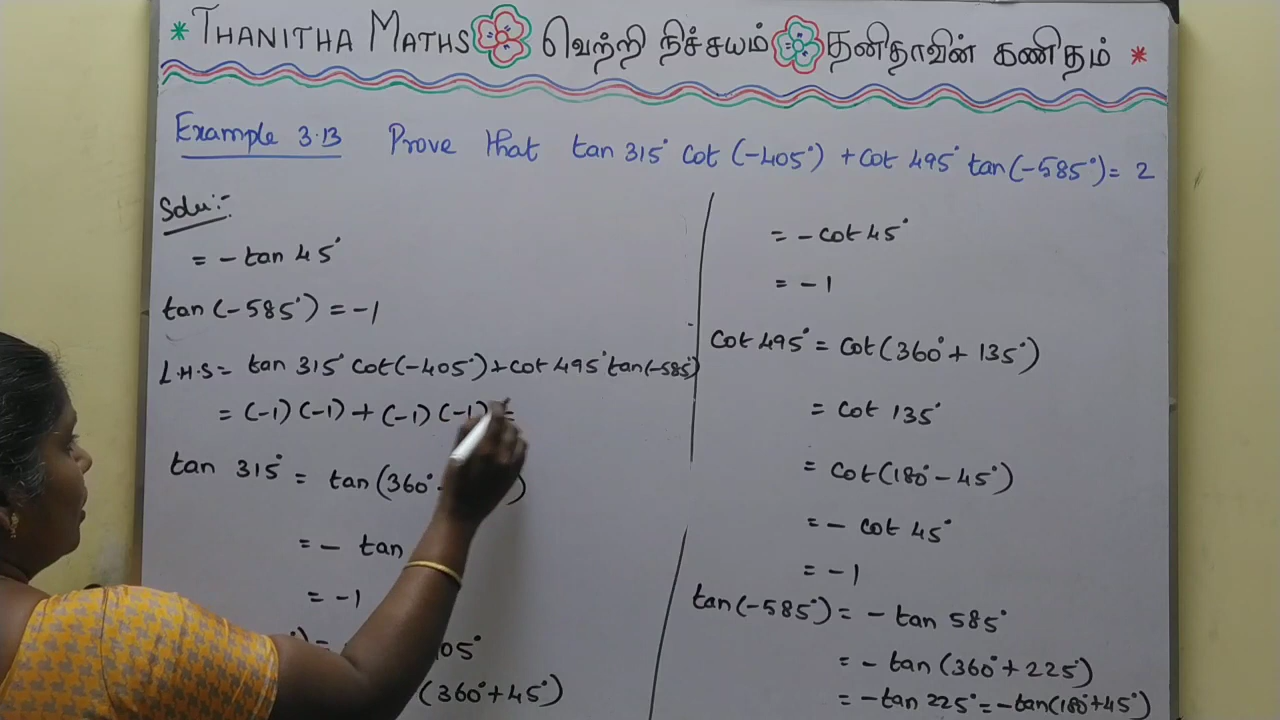 * THANITHA MATHS வெற்றி நிச்சயம் தனிதாவின் கணிதம் *
Example 3.13 Prove that tan 315° cot (-405°) + cot 495° tan(-585°) = 2
Solu:-
= - tan 45°
tan(-585°) = -1
L.H.S = tan 315° cot(-405°) + cot 495° tan(-585°)
= (-1) (-1) + (-1) (-1) =
tan 315° = tan(360° - )
= - tan
= -1
°) = 05°
(360° + 45°)
= - cot 45°
= -1
cot 495° = cot(360° + 135°)
= cot 135°
= cot(180° - 45°)
= - cot 45°
= -1
tan(-585°) = - tan 585°
= - tan (360° + 225°)
= -tan 225° = -tan(180° + 45°)